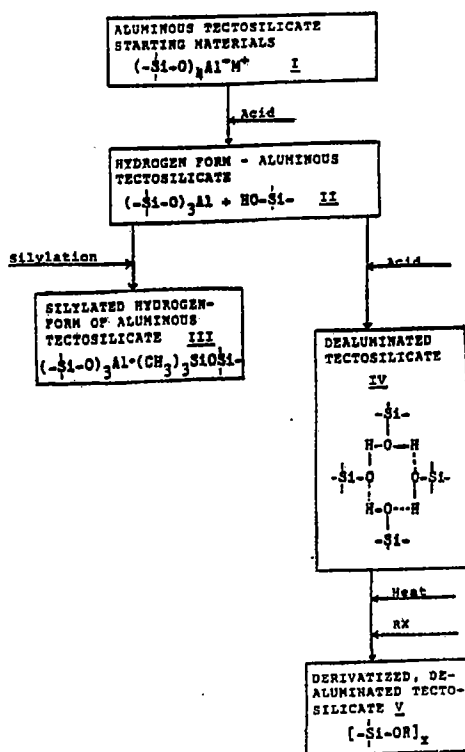 ALUMINOUS TECTOSILICATE
STARTING MATERIALS
(-Si-O)4Al⁻M⁺ I
Acid
HYDROGEN FORM - ALUMINOUS
TECTOSILICATE
(-Si-O)3Al + HO-Si- II
silylation
Acid
SILYLATED HYDROGEN-
FORM OF ALUMINOUS
TECTOSILICATE III
(-Si-O)3Al·(CH3)3SiOSi-
DEALUMINATED
TECTOSILICATE
IV
-Si-
H-O-H
-Si-O O-Si-
H-O---H
-Si-
Heat
RX
DERIVATIZED, DE-
ALUMINATED TECTO-
SILICATE V
[-Si-OR]x